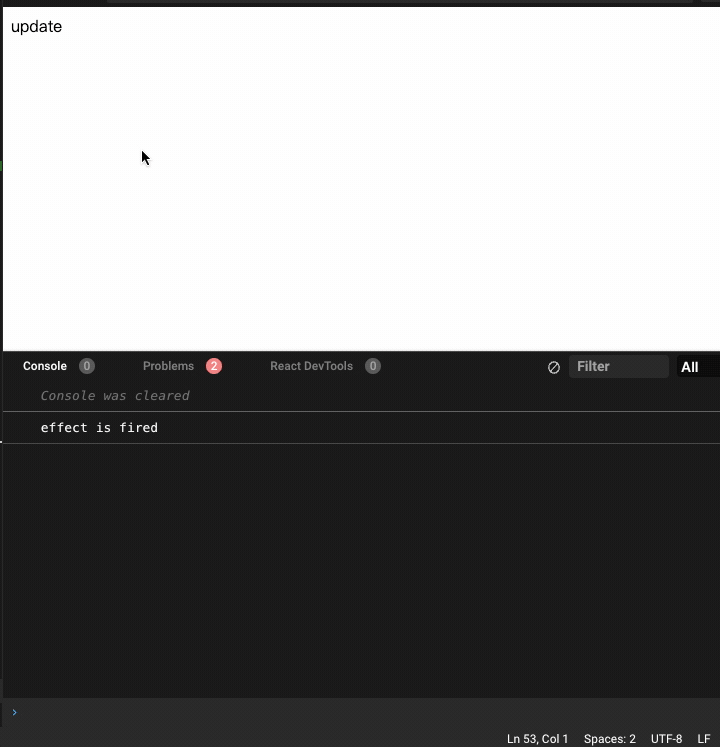 update
Console 0 Problems 2 React DevTools 0 Filter All
Console was cleared
effect is fired
›
Ln 53, Col 1 Spaces: 2 UTF-8 LF